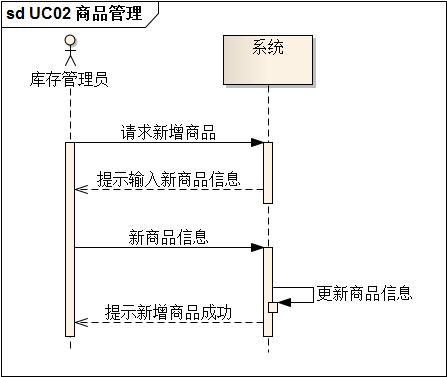 sd UC02 商品管理
库存管理员
系统
请求新增商品
提示输入新商品信息
新商品信息
更新商品信息
提示新增商品成功